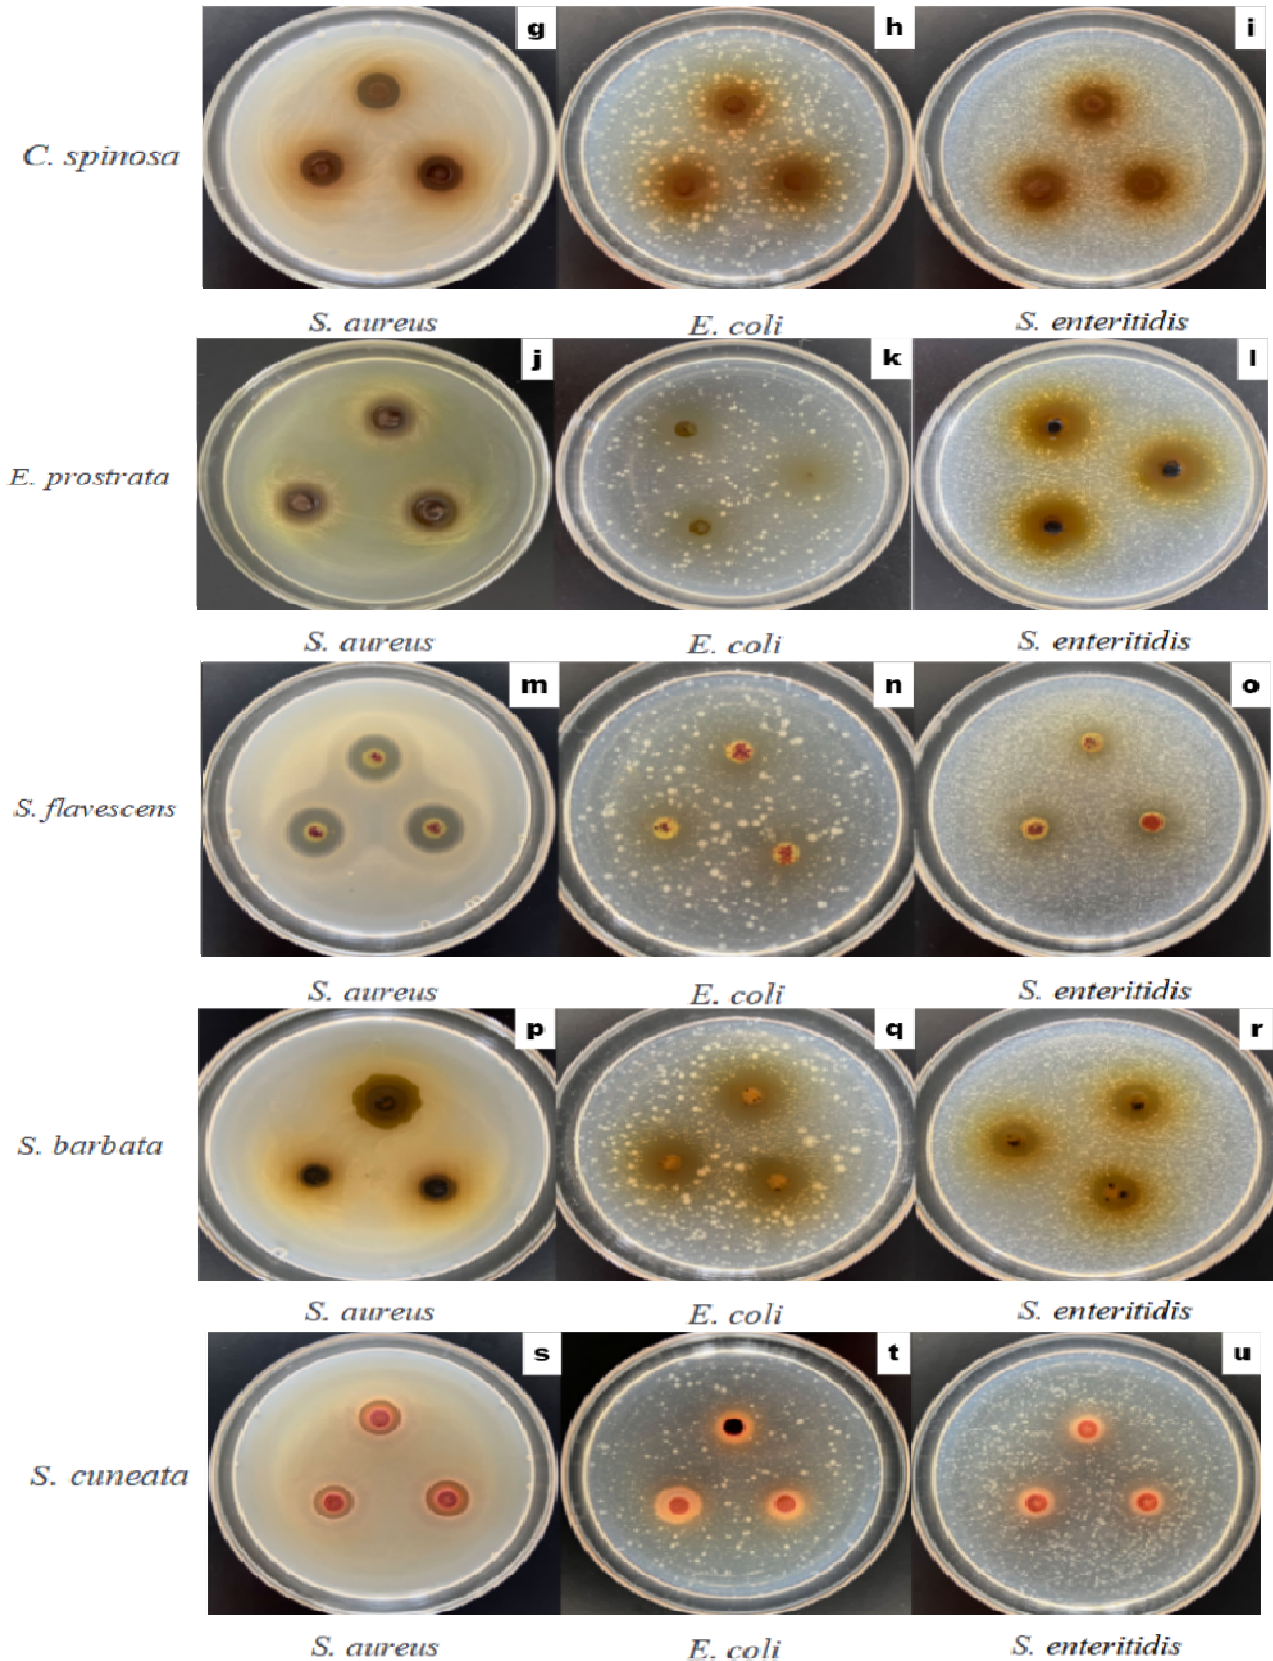 g h i
C. spinosa
S. aureus E. coli S. enteritidis
j k l
E. prostrata
S. aureus E. coli S. enteritidis
m n o
S. flavescens
S. aureus E. coli S. enteritidis
p q r
S. barbata
S. aureus E. coli S. enteritidis
s t u
S. cuneata
S. aureus E. coli S. enteritidis